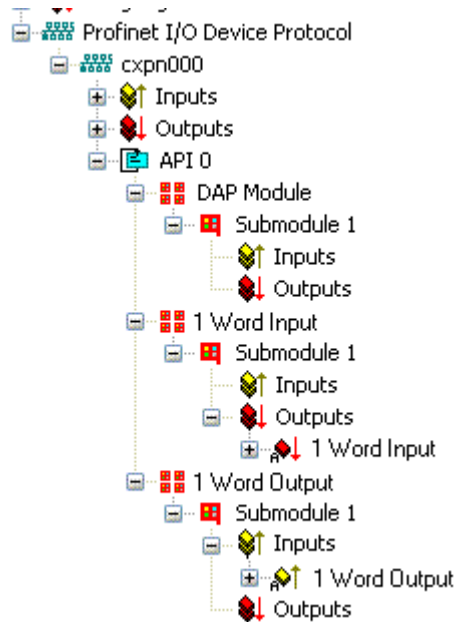 Profinet I/O Device Protocol
cxpn000
Inputs
Outputs
API 0
DAP Module
Submodule 1
Inputs
Outputs
1 Word Input
Submodule 1
Inputs
Outputs
A 1 Word Input
1 Word Output
Submodule 1
Inputs
A 1 Word Output
Outputs